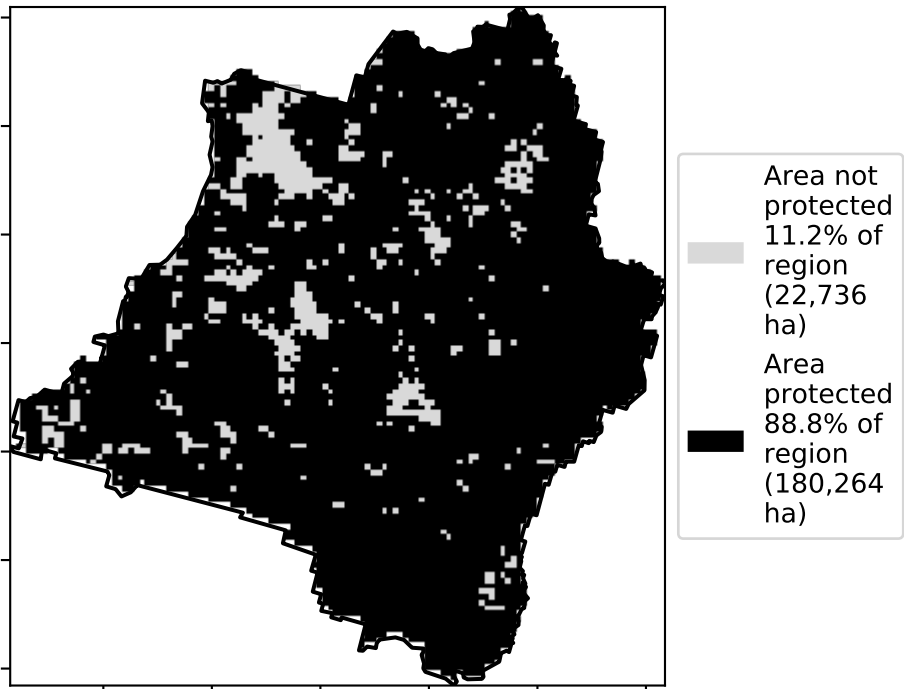 Area not
protected
11.2% of
region
(22,736
ha)
Area
protected
88.8% of
region
(180,264
ha)